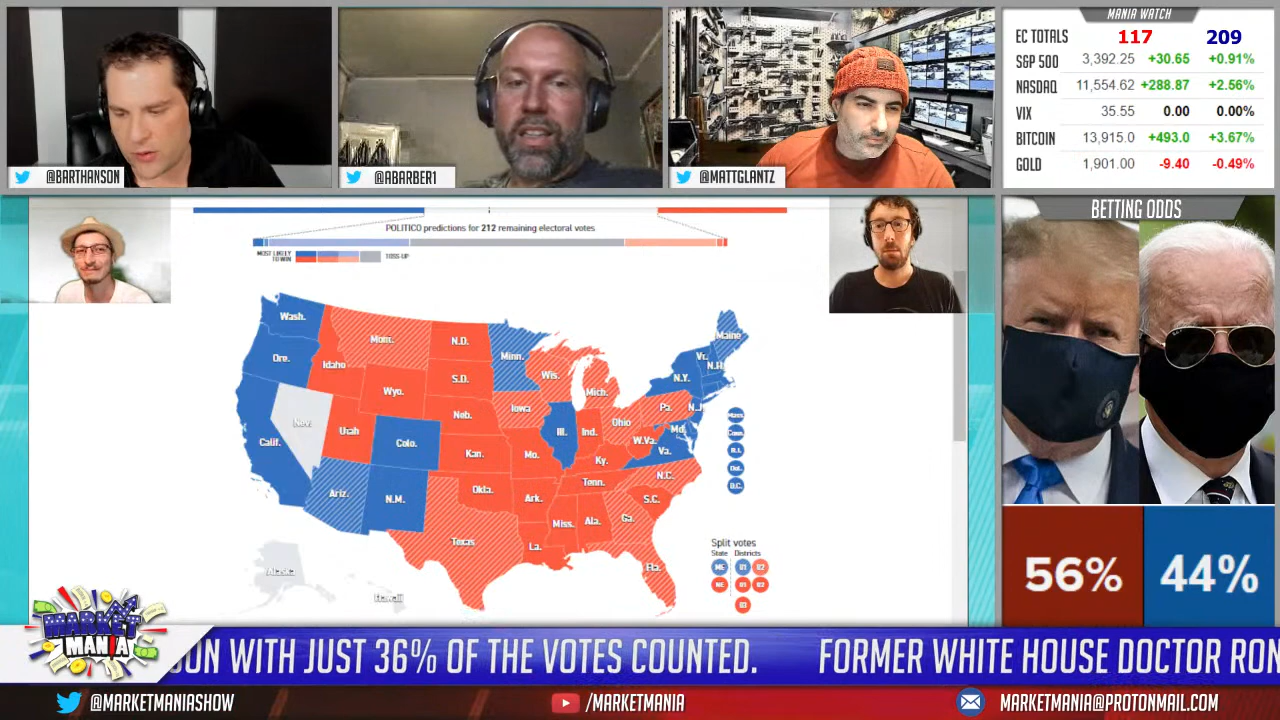 MANIA WATCH
EC TOTALS 117 209
S&P 500 3,392.25 +30.65 +0.91%
NASDAQ 11,554.62 +288.87 +2.56%
VIX 35.55 0.00 0.00%
BITCOIN 13,915.0 +493.0 +3.67%
GOLD 1,901.00 -9.40 -0.49%
@BARTHANSON
@ABARBER1
@MATTGLANTZ
BETTING ODDS
56% 44%
POLITICO predictions for 212 remaining electoral votes
MOST LIKELY
TO WIN
TOSS-UP
Wash.
Ore.
Calif.
Nev.
Idaho
Mont.
Wyo.
Utah
Ariz.
Colo.
N.M.
N.D.
S.D.
Neb.
Kan.
Okla.
Texas
Minn.
Iowa
Mo.
Ark.
La.
Wis.
Ill.
Mich.
Ind.
Ohio
Ky.
Tenn.
Miss.
Ala.
Ga.
Fla.
S.C.
N.C.
Va.
W.Va.
Pa.
N.Y.
Vt.
N.H.
Maine
N.J.
Md.
Mass.
Conn.
R.I.
Del.
D.C.
Alaska
Hawaii
Split votes
State Districts
ME 01 02
NE 01 02
03
MARKET
MANIA
SON WITH JUST 36% OF THE VOTES COUNTED. FORMER WHITE HOUSE DOCTOR RON
@MARKETMANIASHOW
/MARKETMANIA
MARKETMANIA@PROTONMAIL.COM